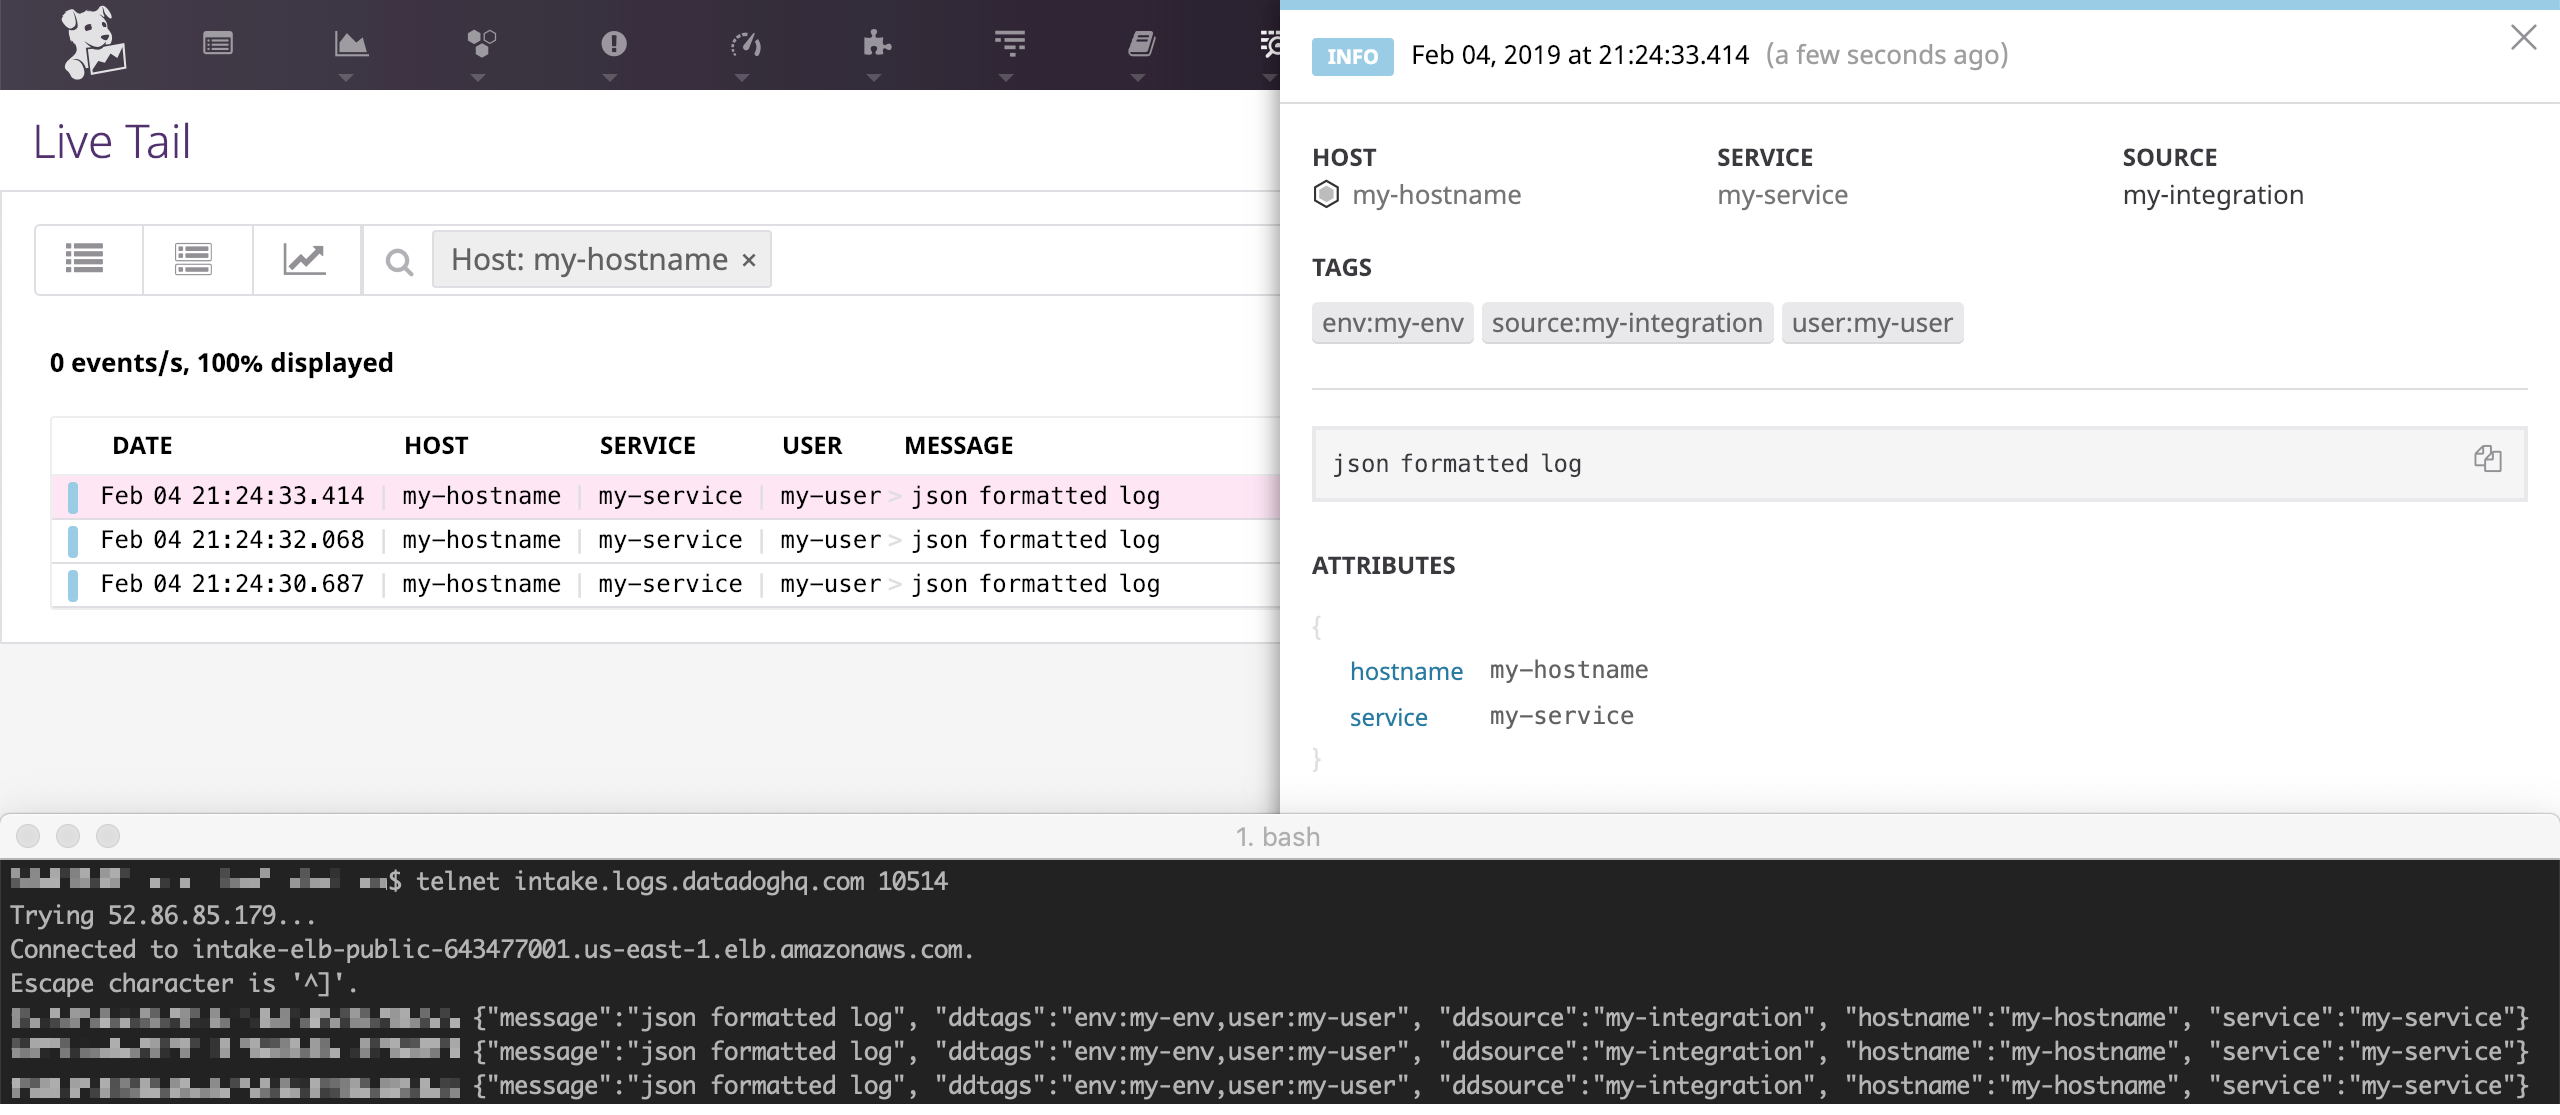 Live Tail
Host: my-hostname ×
0 events/s, 100% displayed
DATE HOST SERVICE USER MESSAGE
Feb 04 21:24:33.414 | my-hostname | my-service | my-user > json formatted log
Feb 04 21:24:32.068 | my-hostname | my-service | my-user > json formatted log
Feb 04 21:24:30.687 | my-hostname | my-service | my-user > json formatted log
INFO Feb 04, 2019 at 21:24:33.414 (a few seconds ago)
HOST SERVICE SOURCE
my-hostname my-service my-integration
TAGS
env:my-env source:my-integration user:my-user
json formatted log
ATTRIBUTES
{
hostname my-hostname
service my-service
}
1. bash
$ telnet intake.logs.datadoghq.com 10514
Trying 52.86.85.179...
Connected to intake-elb-public-643477001.us-east-1.elb.amazonaws.com.
Escape character is '^]'.
{"message":"json formatted log", "ddtags":"env:my-env,user:my-user", "ddsource":"my-integration", "hostname":"my-hostname", "service":"my-service"}
{"message":"json formatted log", "ddtags":"env:my-env,user:my-user", "ddsource":"my-integration", "hostname":"my-hostname", "service":"my-service"}
{"message":"json formatted log", "ddtags":"env:my-env,user:my-user", "ddsource":"my-integration", "hostname":"my-hostname", "service":"my-service"}